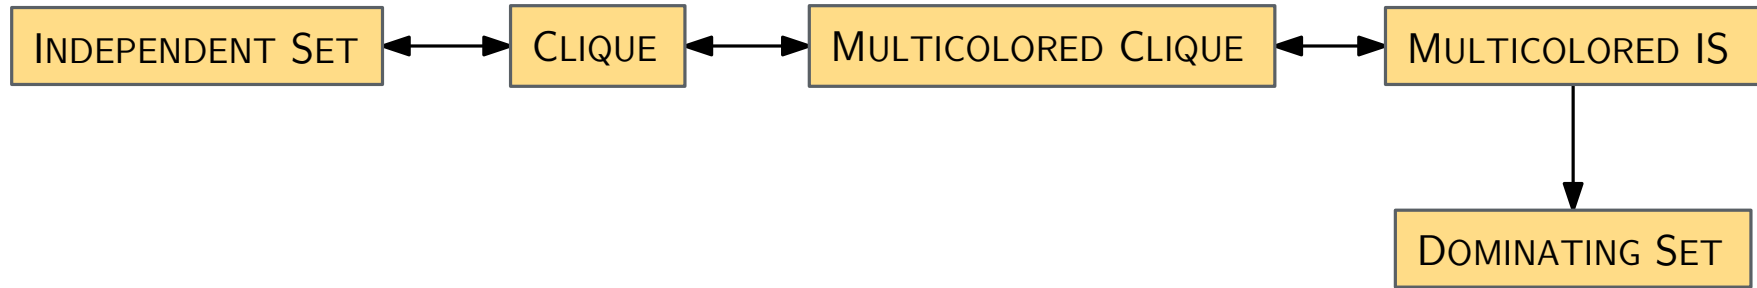 INDEPENDENT SET
CLIQUE
MULTICOLORED CLIQUE
MULTICOLORED IS
DOMINATING SET